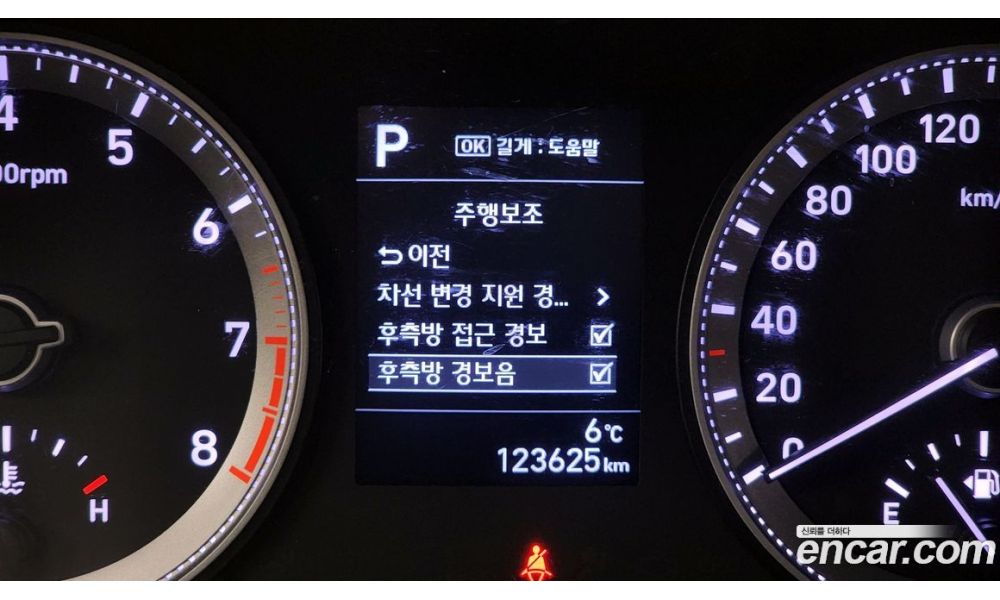 P
OK 길게 : 도움말
주행보조
이전
차선 변경 지원 경...
후측방 접근 경보
후측방 경보음
6℃
123625km
4
5
6
7
8
00rpm
H
0
20
40
60
80
100
120
km/
E
신뢰를 더하다
encar.com